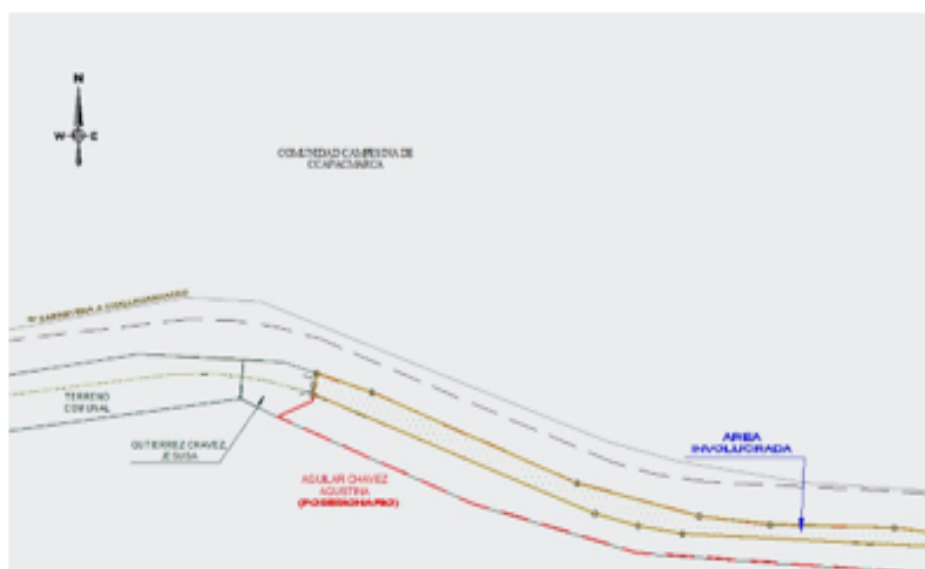 N
W E
COMUNIDAD CAMPESINA DE
CCAPACMARCA
TERRENO
COMUNAL
GUTIERREZ CHAVEZ
JESUSA
AGUILAR CHAVEZ
AGUSTINA
(POSESIONARIO)
AREA
INVOLUCRADA